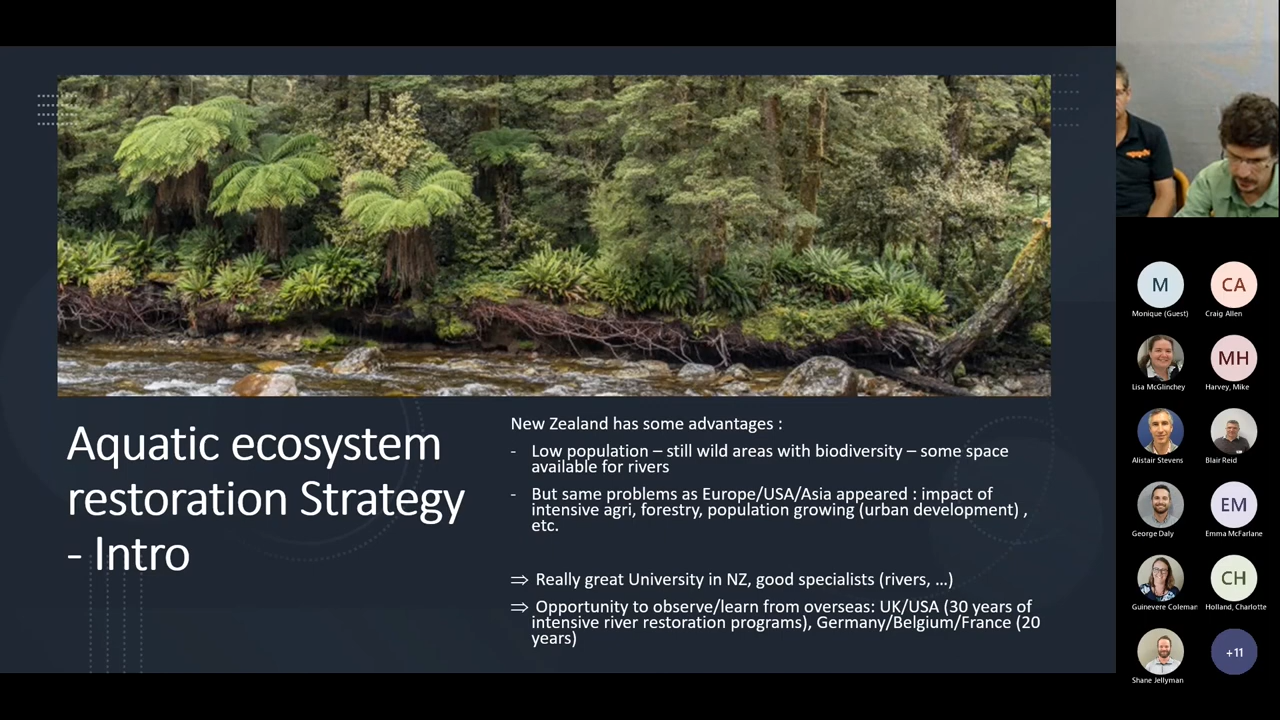 Aquatic ecosystem
restoration Strategy
- Intro
New Zealand has some advantages :
- Low population – still wild areas with biodiversity – some space
available for rivers
- But same problems as Europe/USA/Asia appeared : impact of
intensive agri, forestry, population growing (urban development) ,
etc.
⇒ Really great University in NZ, good specialists (rivers, …)
⇒ Opportunity to observe/learn from overseas: UK/USA (30 years of
intensive river restoration programs), Germany/Belgium/France (20
years)
M
CA
Monique (Guest)
Craig Allen
MH
Lisa McGlinchey
Harvey, Mike
Alistair Stevens
Blair Reid
EM
George Daly
Emma McFarlane
CH
Guinevere Coleman
Holland, Charlotte
+11
Shane Jellyman